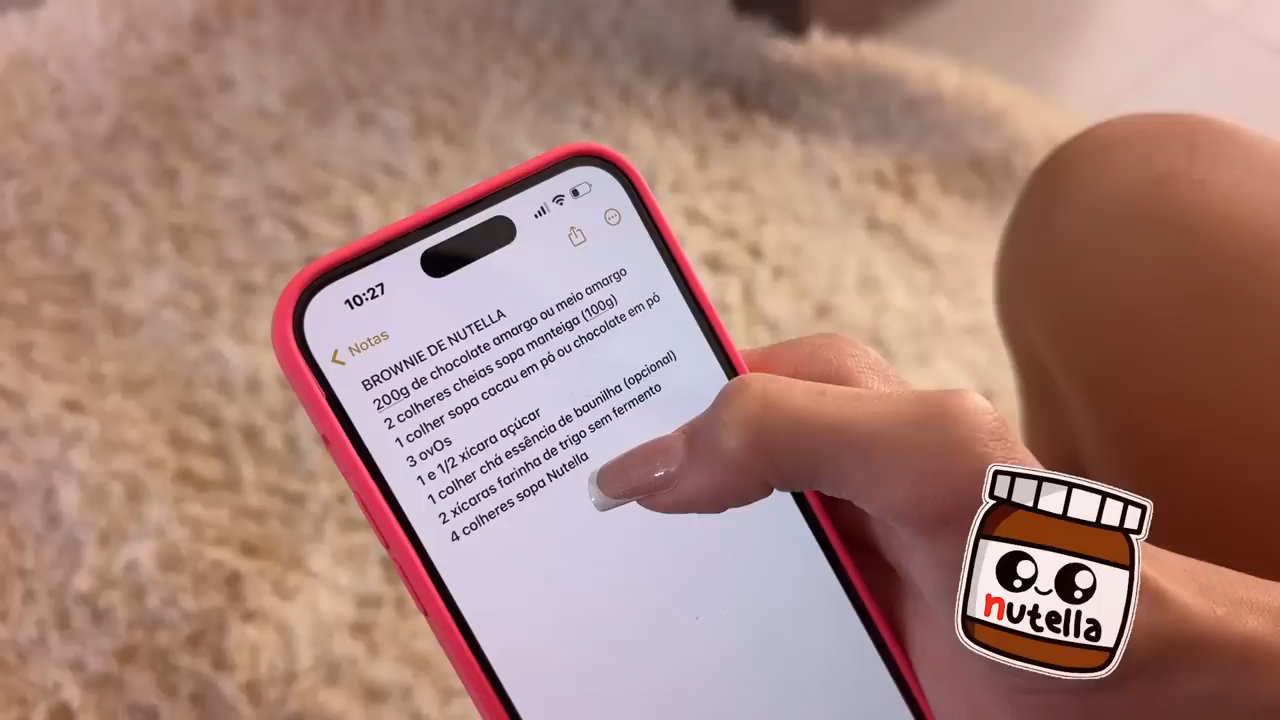 10:27
Notas
BROWNIE DE NUTELLA
200g de chocolate amargo ou meio amargo
2 colheres cheias sopa manteiga (100g)
1 colher sopa cacau em pó ou chocolate em pó
3 ovOs
1 e 1/2 xícara açúcar
1 colher chá essência de baunilha (opcional)
2 xícaras farinha de trigo sem fermento
4 colheres sopa Nutella
nutella